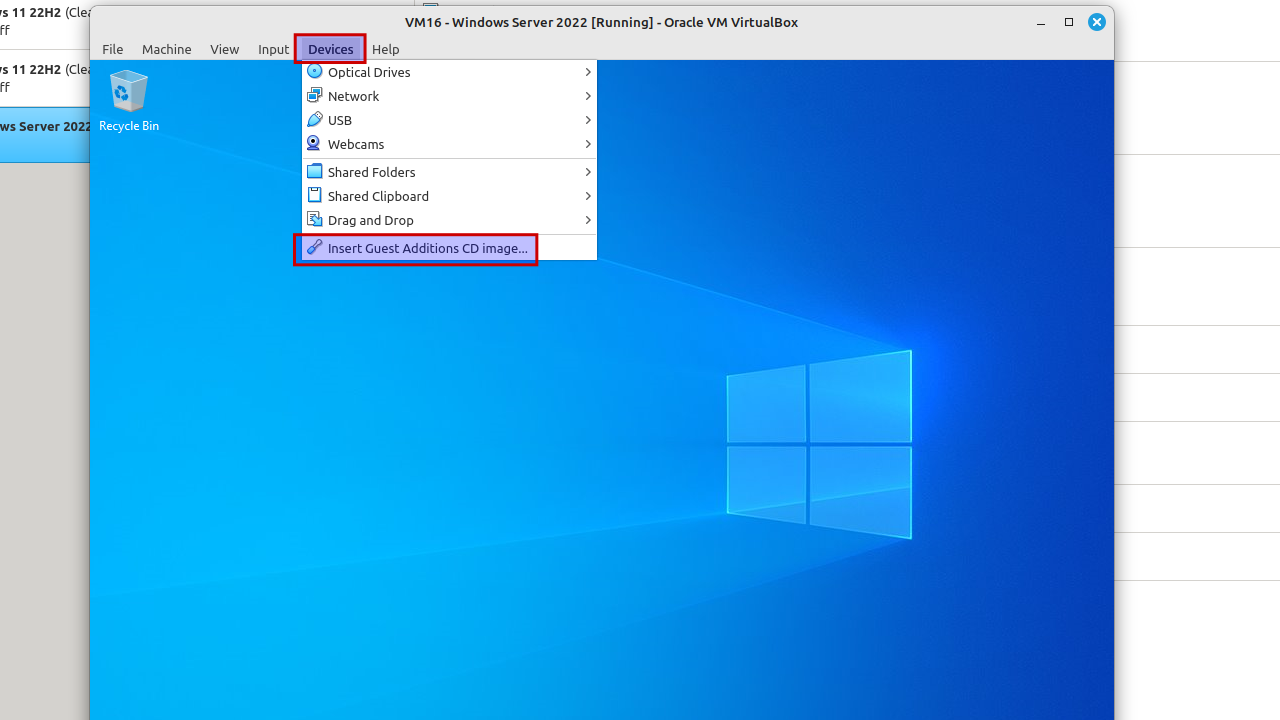 s 11 22H2 (Clea
ff
s 11 22H2 (Clea
ff
ws Server 2022
VM16 - Windows Server 2022 [Running] - Oracle VM VirtualBox
File Machine View Input Devices Help
Recycle Bin
Optical Drives
Network
USB
Webcams
Shared Folders
Shared Clipboard
Drag and Drop
Insert Guest Additions CD image...